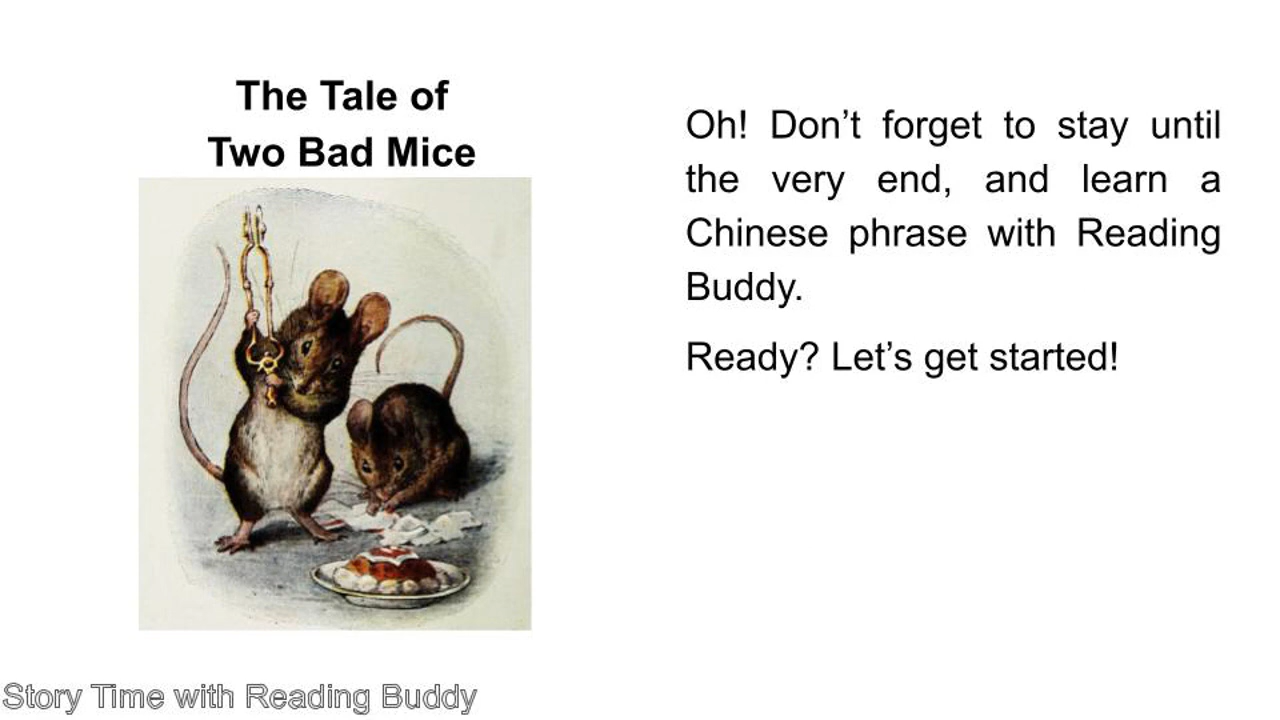 The Tale of
Two Bad Mice
Oh! Don’t forget to stay until
the very end, and learn a
Chinese phrase with Reading
Buddy.
Ready? Let’s get started!
Story Time with Reading Buddy